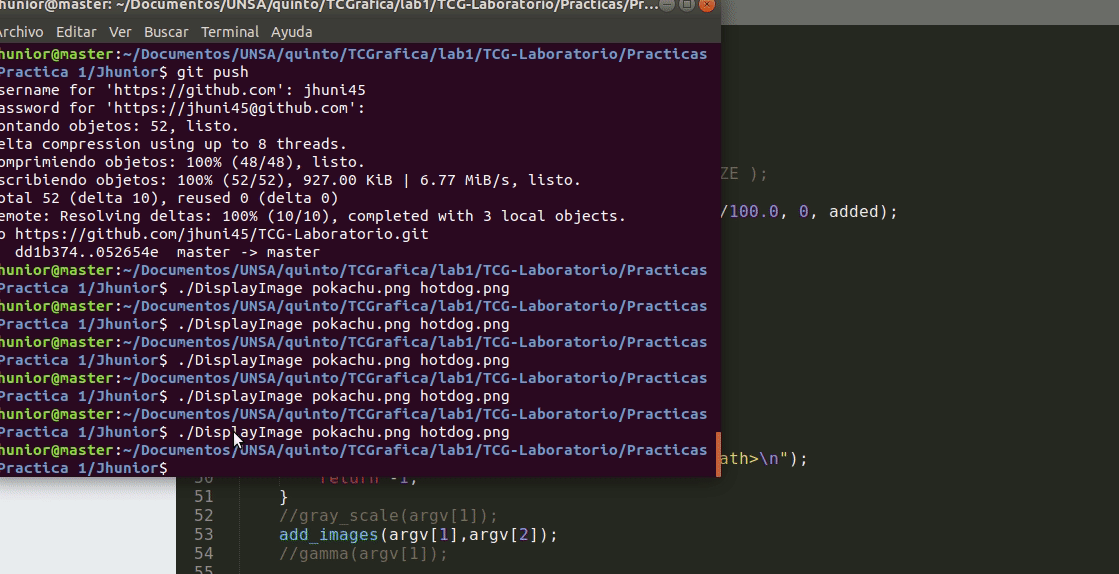 hunior@master: ~/Documentos/UNSA/quinto/TCGrafica/lab1/TCG-Laboratorio/Practicas/Pr...
Archivo Editar Ver Buscar Terminal Ayuda
hunior@master:~/Documentos/UNSA/quinto/TCGrafica/lab1/TCG-Laboratorio/Practicas
Practica 1/Jhunior$ git push
sername for 'https://github.com': jhuni45
assword for 'https://jhuni45@github.com':
ontando objetos: 52, listo.
elta compression using up to 8 threads.
omprimiendo objetos: 100% (48/48), listo.
scribiendo objetos: 100% (52/52), 927.00 KiB | 6.77 MiB/s, listo.
otal 52 (delta 10), reused 0 (delta 0)
emote: Resolving deltas: 100% (10/10), completed with 3 local objects.
o https://github.com/jhuni45/TCG-Laboratorio.git
dd1b374..052654e  master -> master
hunior@master:~/Documentos/UNSA/quinto/TCGrafica/lab1/TCG-Laboratorio/Practicas
Practica 1/Jhunior$ ./DisplayImage pokachu.png hotdog.png
hunior@master:~/Documentos/UNSA/quinto/TCGrafica/lab1/TCG-Laboratorio/Practicas
Practica 1/Jhunior$ ./DisplayImage pokachu.png hotdog.png
hunior@master:~/Documentos/UNSA/quinto/TCGrafica/lab1/TCG-Laboratorio/Practicas
Practica 1/Jhunior$ ./DisplayImage pokachu.png hotdog.png
hunior@master:~/Documentos/UNSA/quinto/TCGrafica/lab1/TCG-Laboratorio/Practicas
Practica 1/Jhunior$ ./DisplayImage pokachu.png hotdog.png
hunior@master:~/Documentos/UNSA/quinto/TCGrafica/lab1/TCG-Laboratorio/Practicas
Practica 1/Jhunior$ ./DisplayImage pokachu.png hotdog.png
hunior@master:~/Documentos/UNSA/quinto/TCGrafica/lab1/TCG-Laboratorio/Practicas
Practica 1/Jhunior$
ZE );
/100.0, 0, added);
ath>\n");
50 return -1;
51 }
52 //gray_scale(argv[1]);
53 add_images(argv[1],argv[2]);
54 //gamma(argv[1]);
55